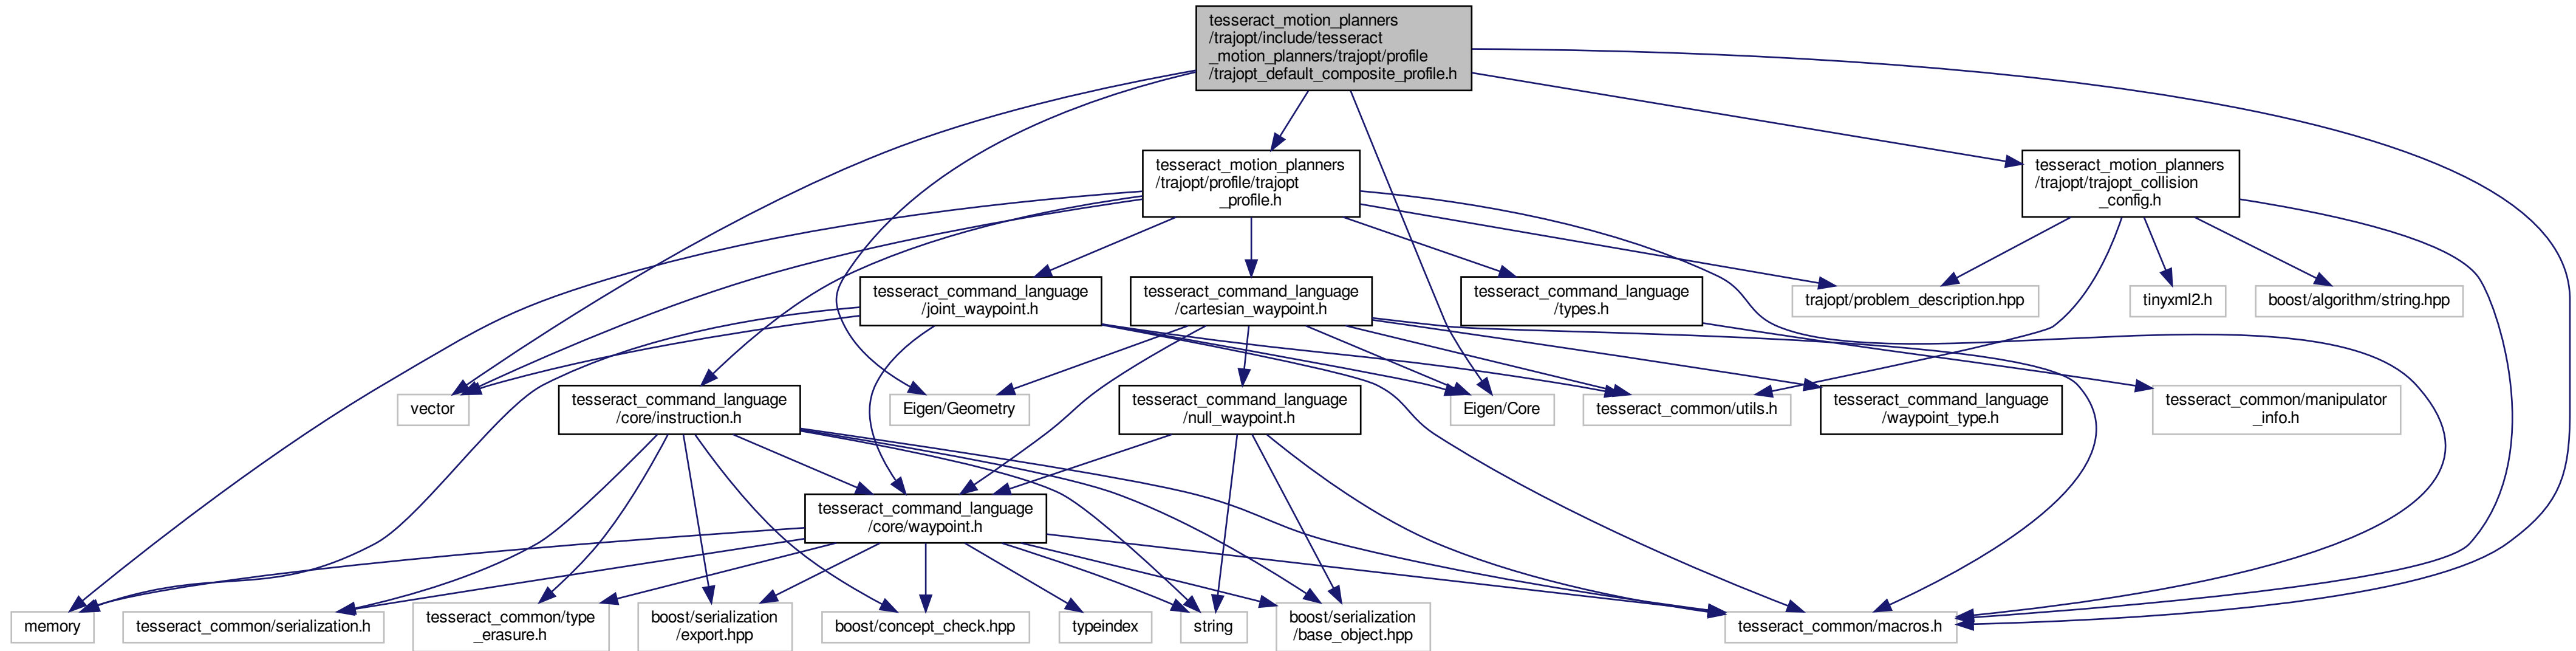 tesseract_motion_planners
/trajopt/include/tesseract
_motion_planners/trajopt/profile
/trajopt_default_composite_profile.h
tesseract_motion_planners
/trajopt/profile/trajopt
_profile.h
tesseract_motion_planners
/trajopt/trajopt_collision
_config.h
tesseract_command_language
/joint_waypoint.h
tesseract_command_language
/cartesian_waypoint.h
tesseract_command_language
/types.h
trajopt/problem_description.hpp
tinyxml2.h
boost/algorithm/string.hpp
vector
tesseract_command_language
/core/instruction.h
Eigen/Geometry
tesseract_command_language
/null_waypoint.h
Eigen/Core
tesseract_common/utils.h
tesseract_command_language
/waypoint_type.h
tesseract_common/manipulator
_info.h
tesseract_command_language
/core/waypoint.h
memory
tesseract_common/serialization.h
tesseract_common/type
_erasure.h
boost/serialization
/export.hpp
boost/concept_check.hpp
typeindex
string
boost/serialization
/base_object.hpp
tesseract_common/macros.h